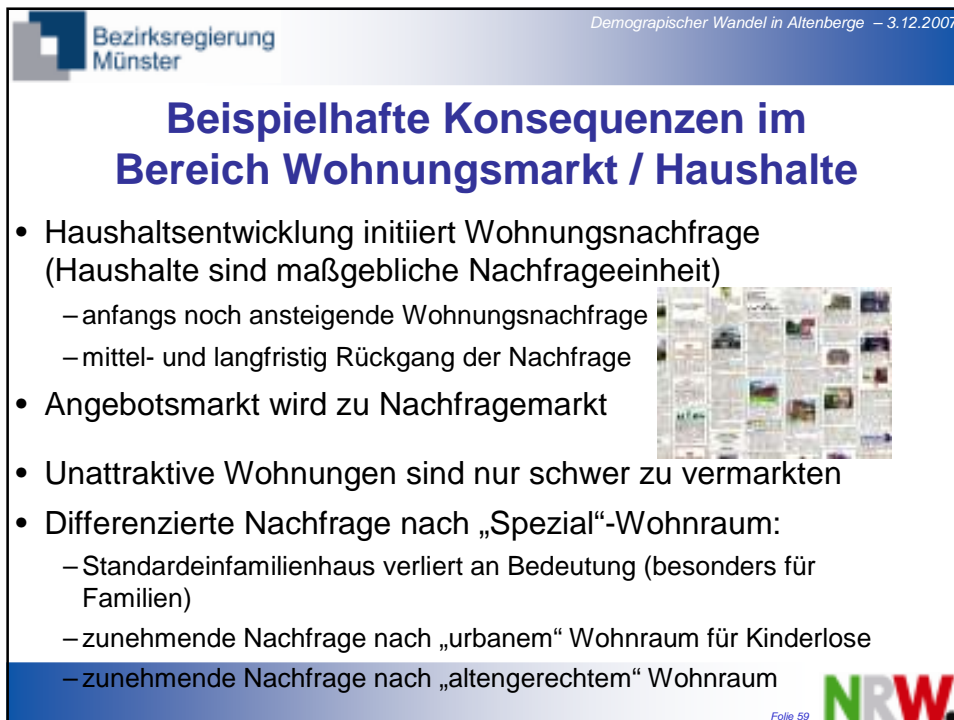 Bezirksregierung
Münster
Demograpischer Wandel in Altenberge – 3.12.2007
Beispielhafte Konsequenzen im
Bereich Wohnungsmarkt / Haushalte
• Haushaltsentwicklung initiiert Wohnungsnachfrage
(Haushalte sind maßgebliche Nachfrageeinheit)
– anfangs noch ansteigende Wohnungsnachfrage
– mittel- und langfristig Rückgang der Nachfrage
• Angebotsmarkt wird zu Nachfragemarkt
• Unattraktive Wohnungen sind nur schwer zu vermarkten
• Differenzierte Nachfrage nach „Spezial“-Wohnraum:
– Standardeinfamilienhaus verliert an Bedeutung (besonders für
Familien)
– zunehmende Nachfrage nach „urbanem“ Wohnraum für Kinderlose
– zunehmende Nachfrage nach „altengerechtem“ Wohnraum
Folie 59
NRW.